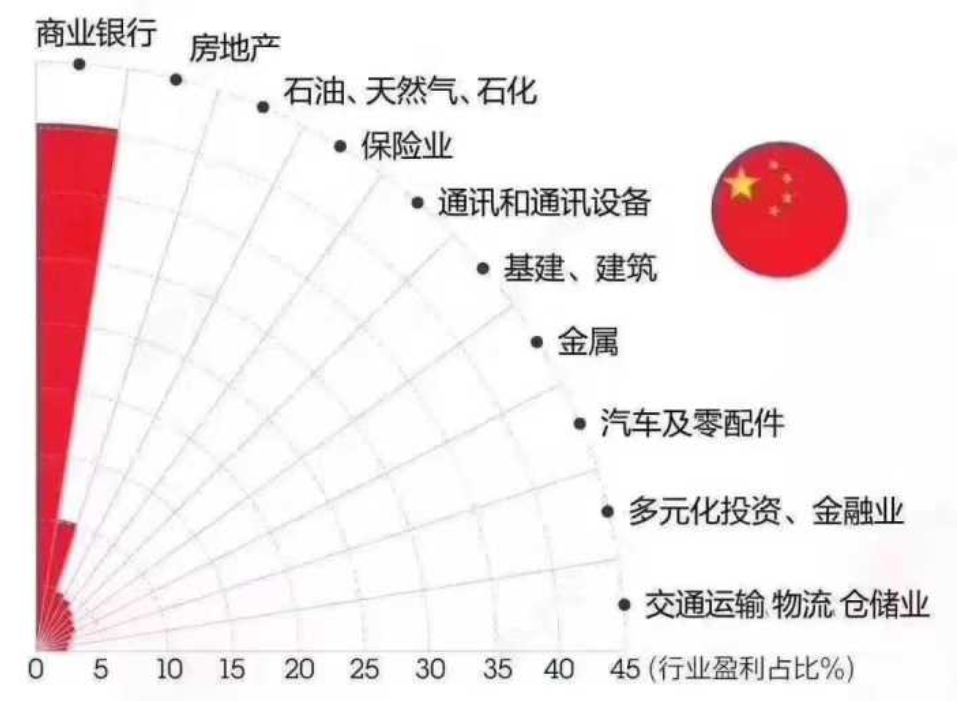 商业银行
房地产
石油、天然气、石化
保险业
通讯和通讯设备
基建、建筑
金属
汽车及零配件
多元化投资、金融业
交通运输 物流 仓储业
0 5 10 15 20 25 30 35 40 45 (行业盈利占比%)